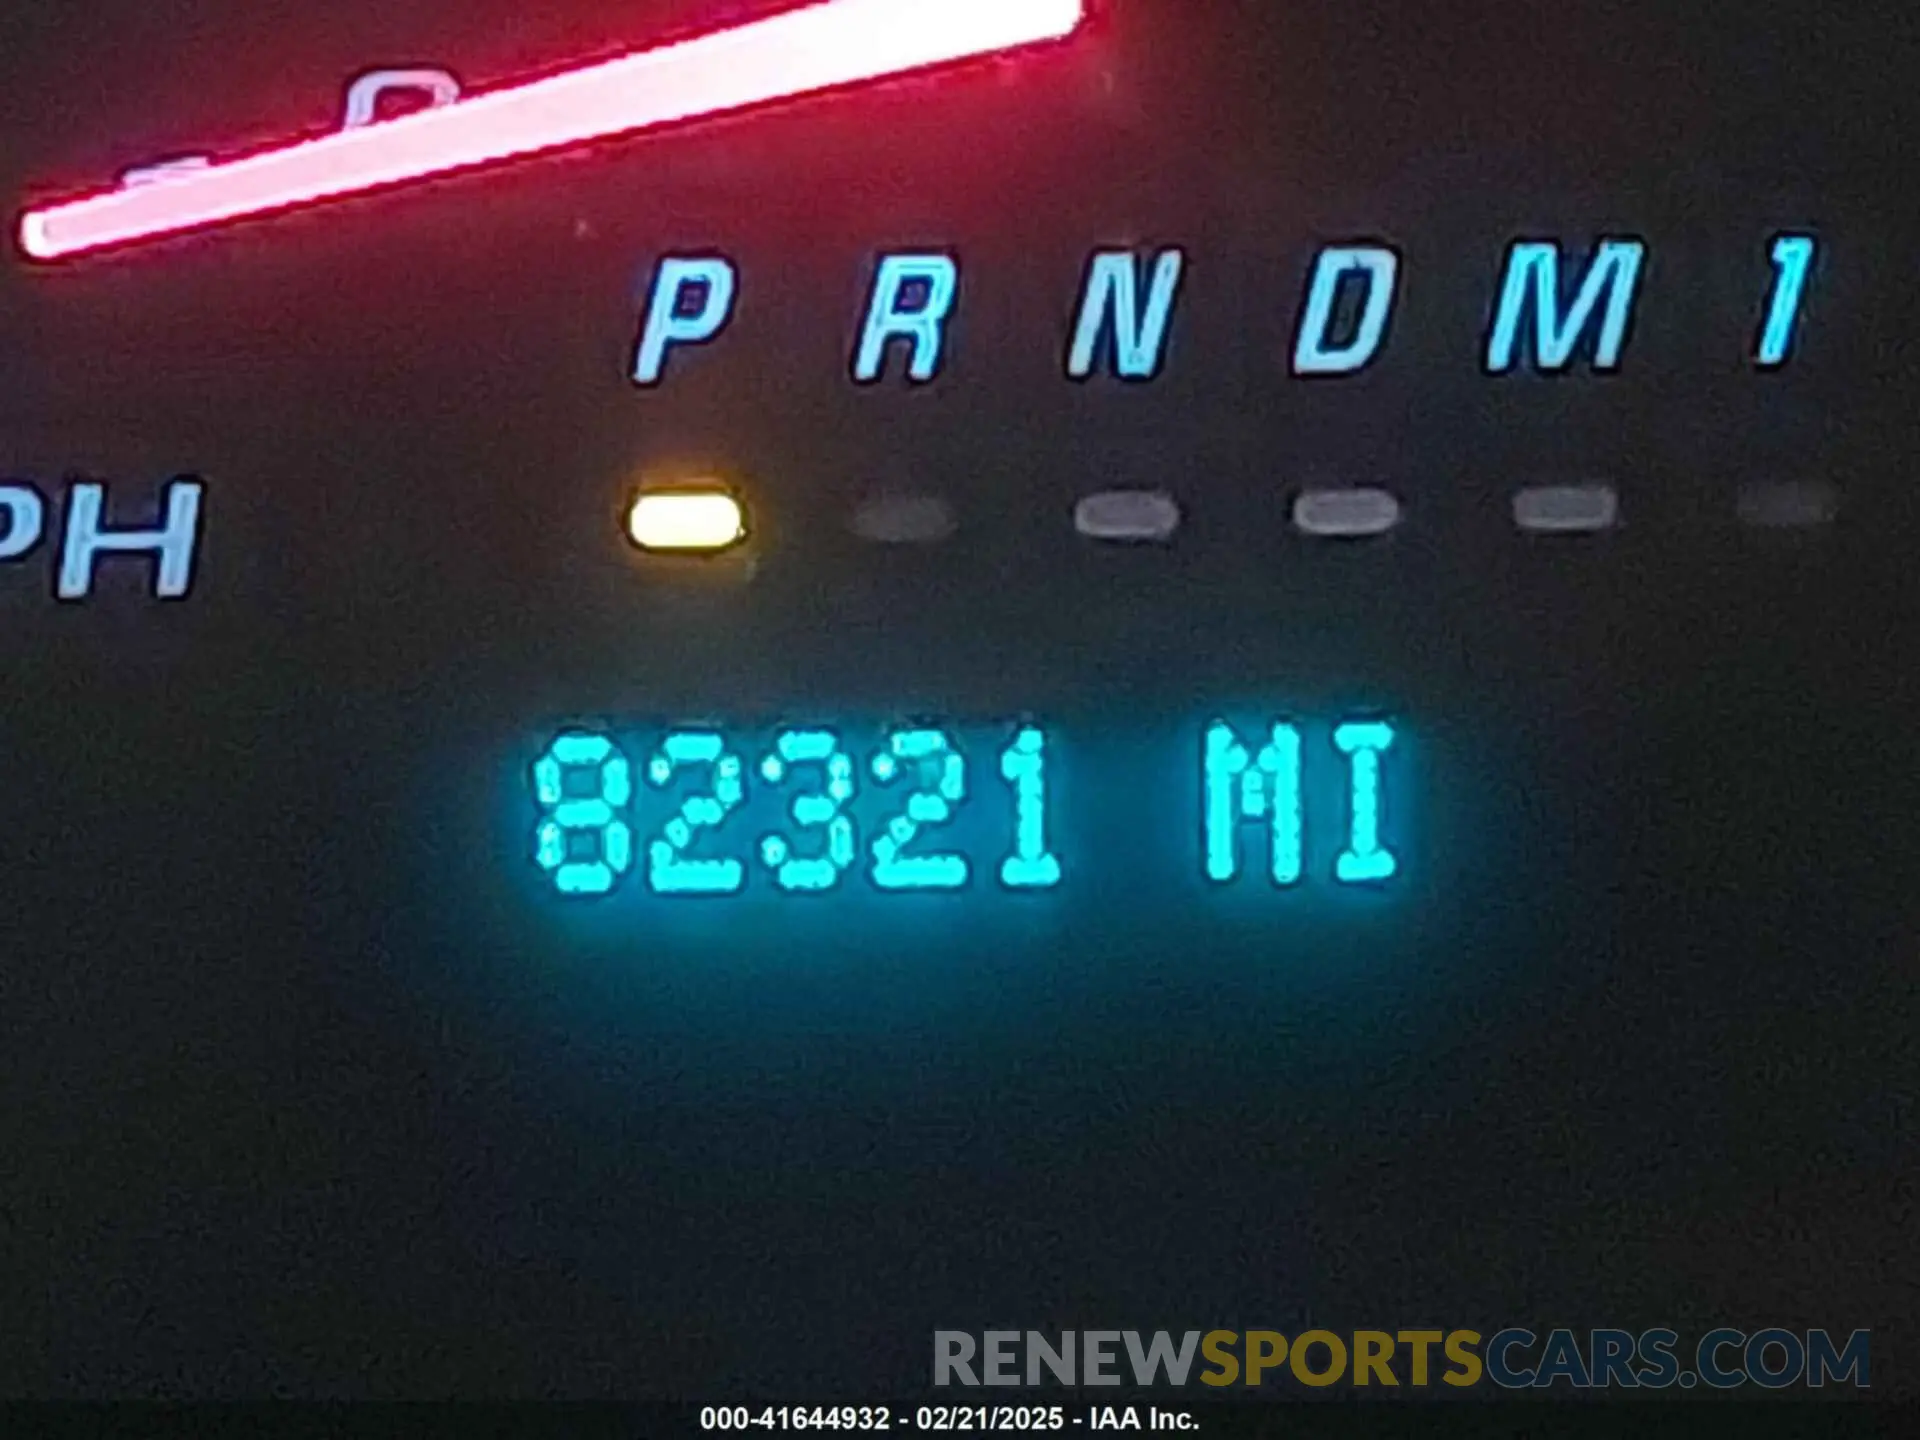 P R N D M 1
PH
82321 MI
RENEWSPORTSCARS.COM
000-41644932 - 02/21/2025 - IAA Inc.